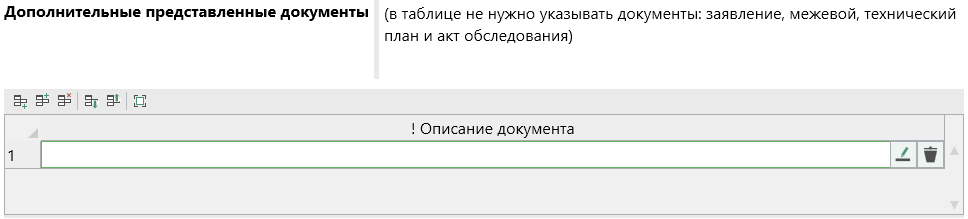 Дополнительные представленные документы
(в таблице не нужно указывать документы: заявление, межевой, технический
план и акт обследования)
! Описание документа
1